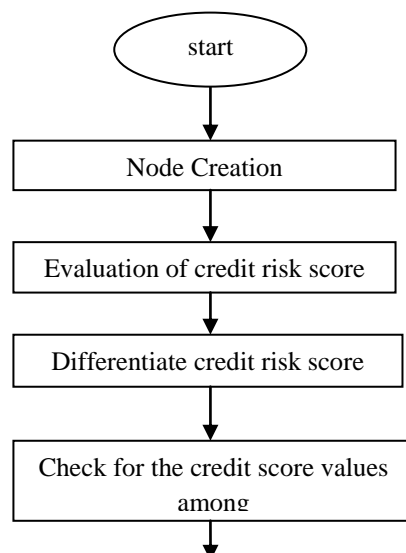 start
Node Creation
Evaluation of credit risk score
Differentiate credit risk score
Check for the credit score values
among